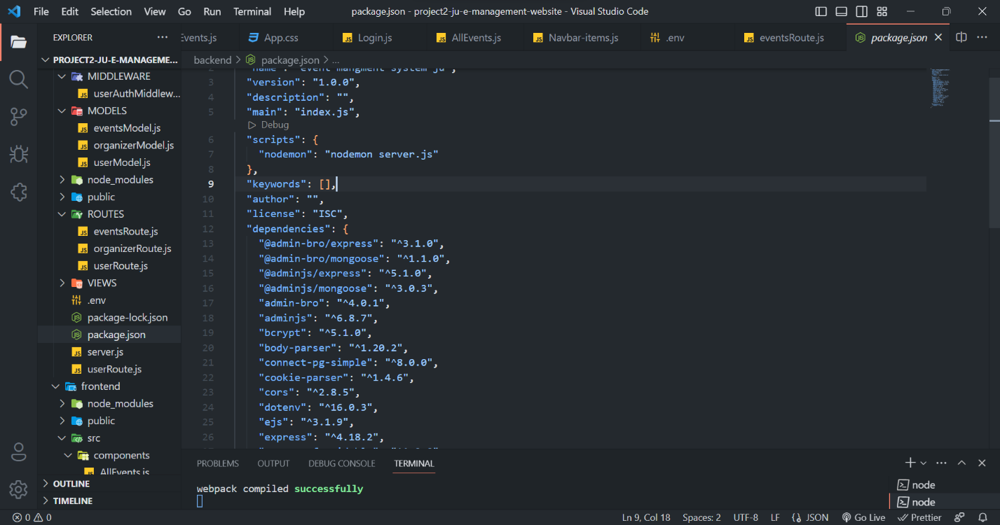 File Edit Selection View Go Run Terminal Help package.json - project2-ju-e-management-website - Visual Studio Code
EXPLORER Events.js App.css Login.js AllEvents.js Navbar-items.js .env eventsRoute.js package.json
PROJECT2-JU-E-MANAGEME... backend > package.json > ...
MIDDLEWARE
userAuthMiddlew...
MODELS
eventsModel.js
organizerModel.js
userModel.js
node_modules
public
ROUTES
eventsRoute.js
organizerRoute.js
userRoute.js
VIEWS
.env
package-lock.json
package.json
server.js
userRoute.js
frontend
node_modules
public
src
components
AllEvents.js
OUTLINE
TIMELINE
2 "name": "event mangment system ju",
3 "version": "1.0.0",
4 "description": "",
5 "main": "index.js",
Debug
6 "scripts": {
7 "nodemon": "nodemon server.js"
8 },
9 "keywords": [],
10 "author": "",
11 "license": "ISC",
12 "dependencies": {
13 "@admin-bro/express": "^3.1.0",
14 "@admin-bro/mongoose": "^1.1.0",
15 "@adminjs/express": "^5.1.0",
16 "@adminjs/mongoose": "^3.0.3",
17 "admin-bro": "^4.0.1",
18 "adminjs": "^6.8.7",
19 "bcrypt": "^5.1.0",
20 "body-parser": "^1.20.2",
21 "connect-pg-simple": "^8.0.0",
22 "cookie-parser": "^1.4.6",
23 "cors": "^2.8.5",
24 "dotenv": "^16.0.3",
25 "ejs": "^3.1.9",
26 "express": "^4.18.2",
PROBLEMS OUTPUT DEBUG CONSOLE TERMINAL
webpack compiled successfully
node
node
0 0 Ln 9, Col 18 Spaces: 2 UTF-8 LF {} JSON Go Live Prettier